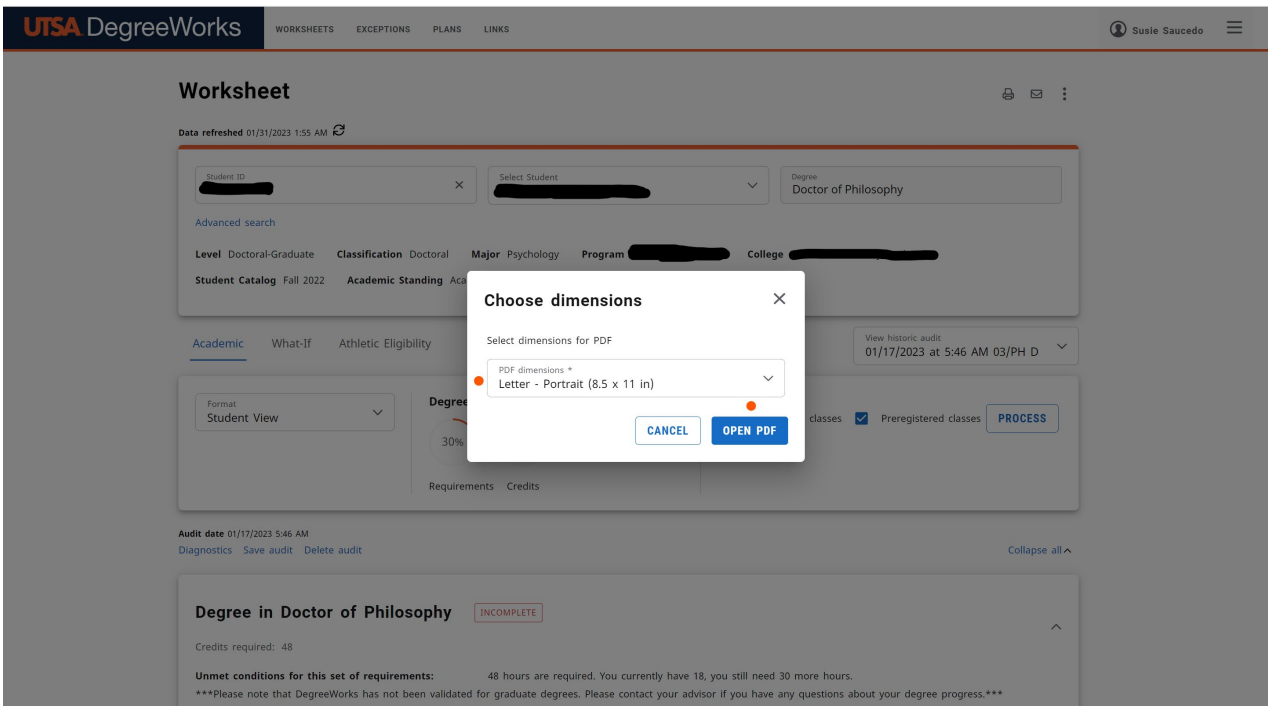 UTSA DegreeWorks WORKSHEETS EXCEPTIONS PLANS LINKS Susie Saucedo
Worksheet
Data refreshed 01/31/2023 1:55 AM
Student ID
Select Student
Degree
Doctor of Philosophy
Advanced search
Level Doctoral-Graduate Classification Doctoral Major Psychology Program College
Student Catalog Fall 2022 Academic Standing Aca
Choose dimensions
Select dimensions for PDF
PDF dimensions *
Letter - Portrait (8.5 x 11 in)
CANCEL OPEN PDF
Academic What-If Athletic Eligibility
View historic audit
01/17/2023 at 5:46 AM 03/PH D
Format
Student View
Degree
30%
Requirements Credits
classes Preregistered classes PROCESS
Audit date 01/17/2023 5:46 AM
Diagnostics Save audit Delete audit Collapse all
Degree in Doctor of Philosophy INCOMPLETE
Credits required: 48
Unmet conditions for this set of requirements: 48 hours are required. You currently have 18, you still need 30 more hours.
***Please note that DegreeWorks has not been validated for graduate degrees. Please contact your advisor if you have any questions about your degree progress.***